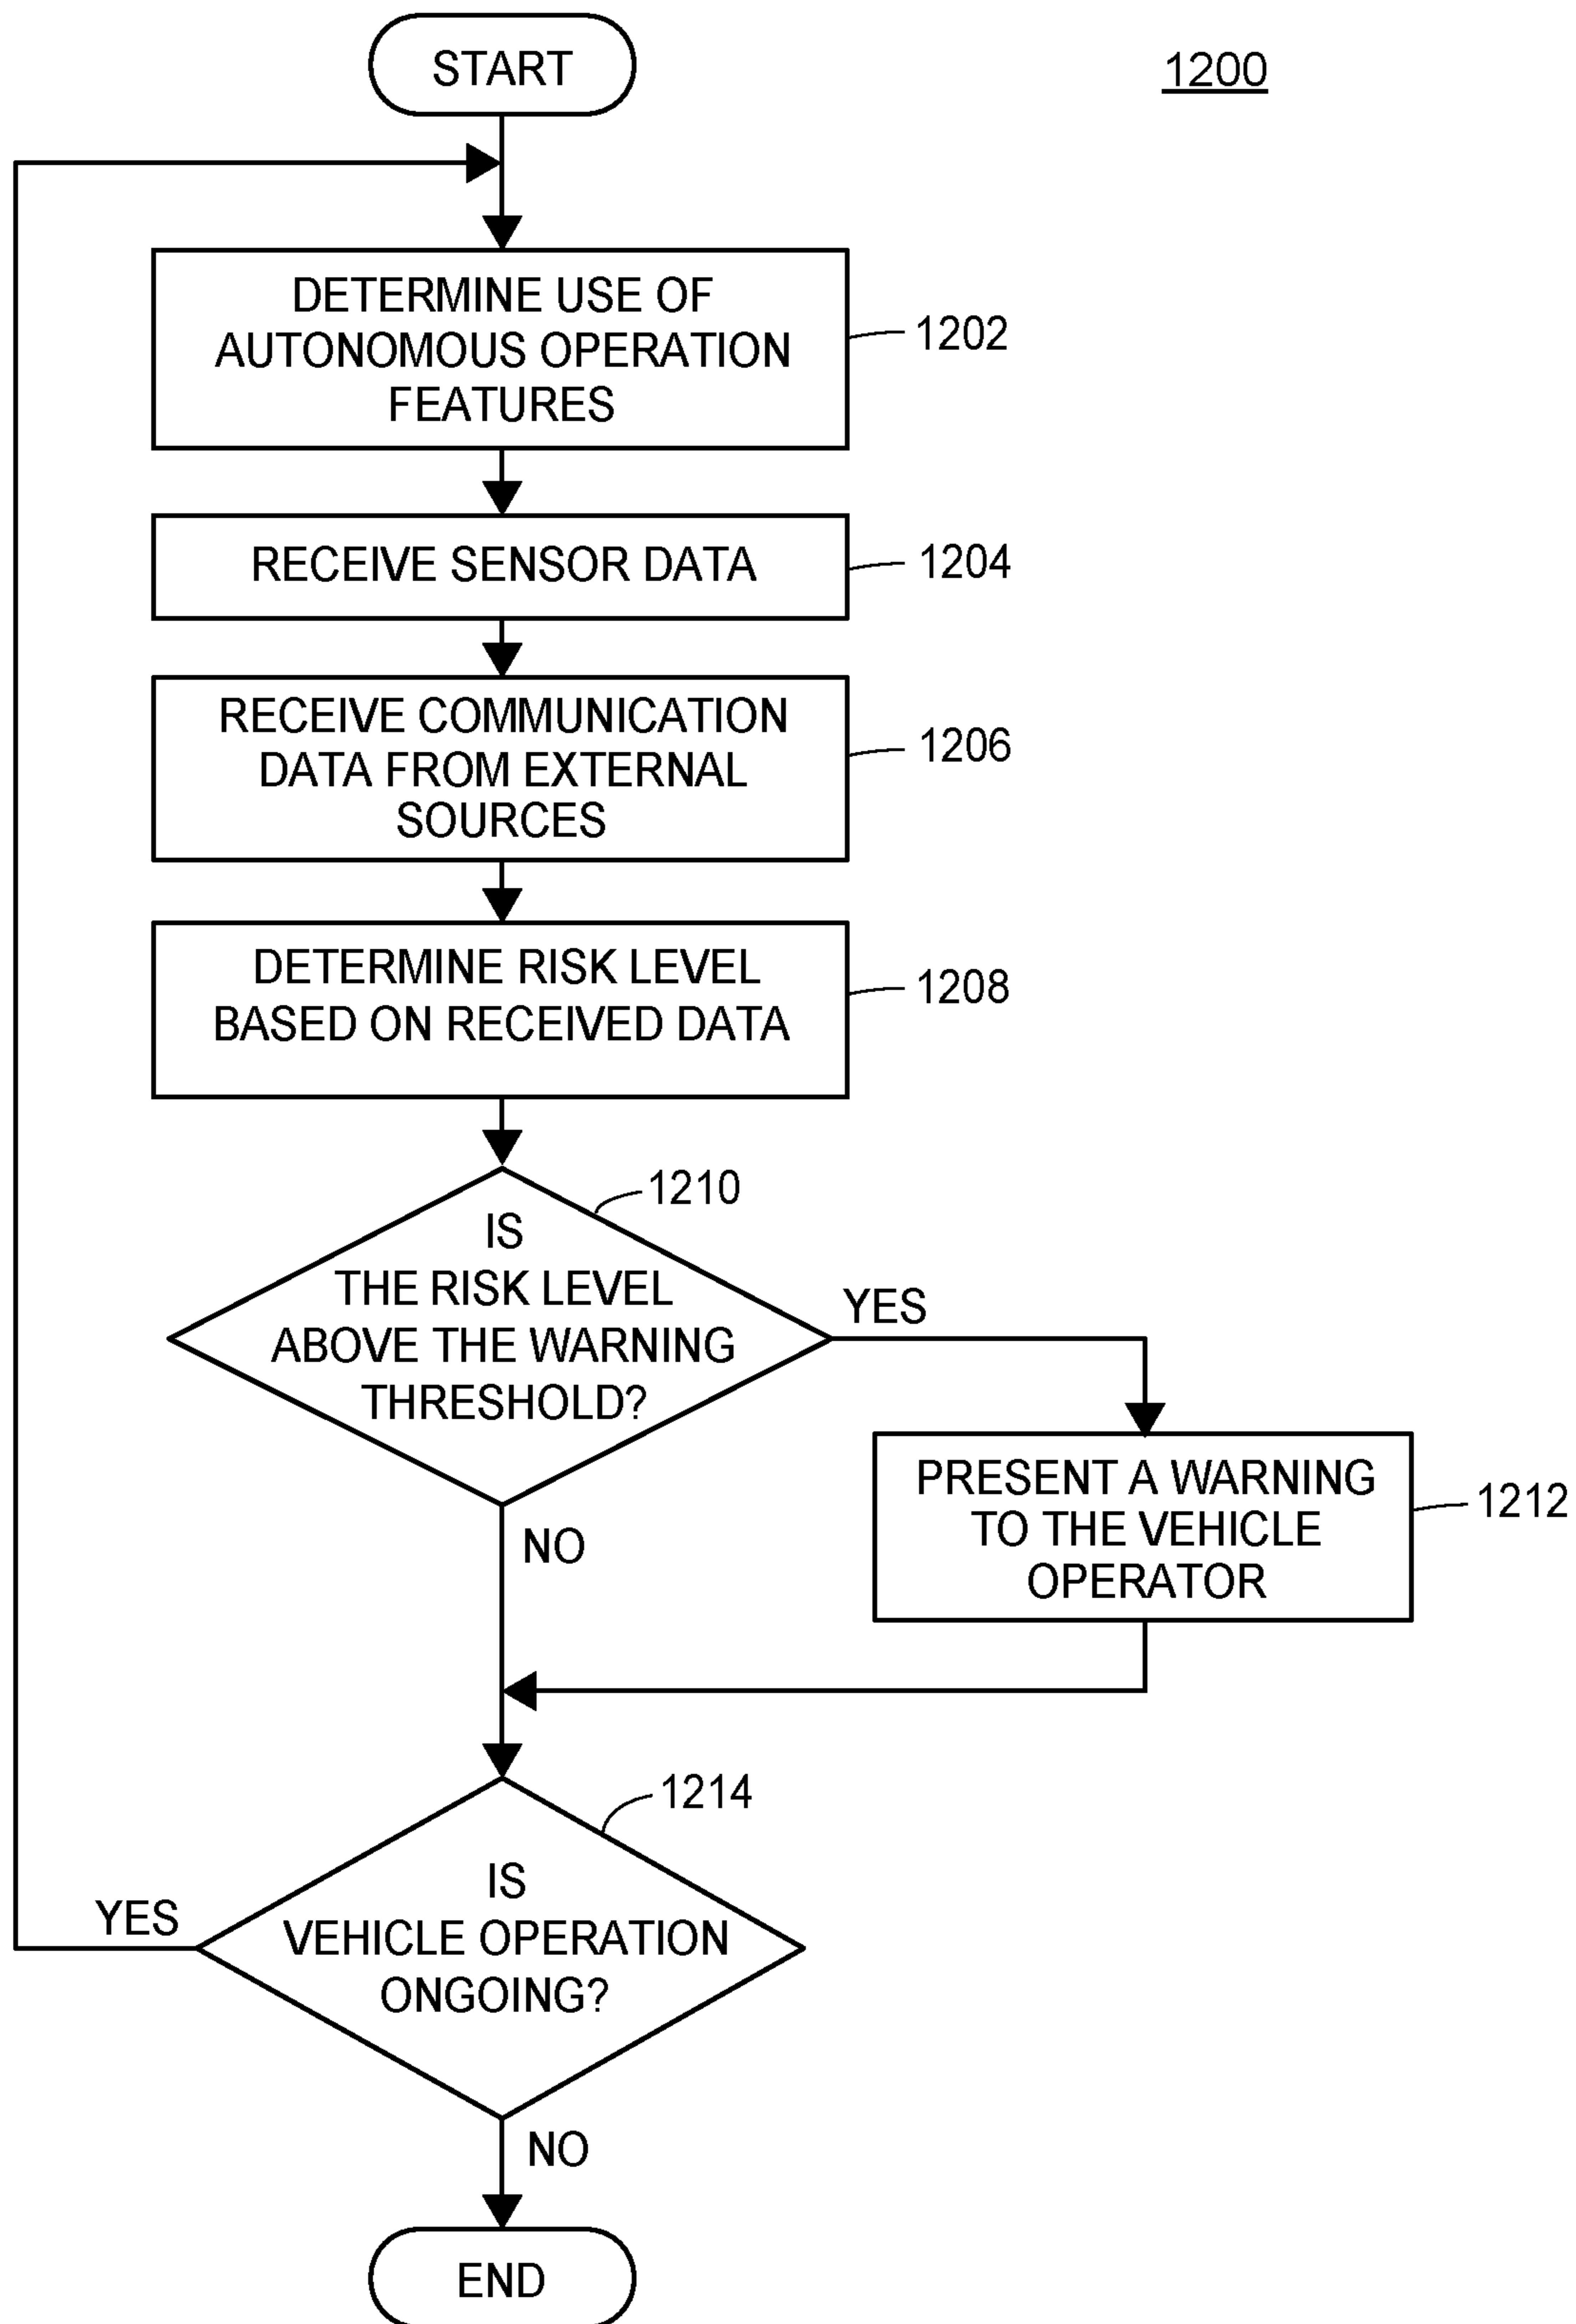 START
1200
DETERMINE USE OF
AUTONOMOUS OPERATION
FEATURES
1202
RECEIVE SENSOR DATA
1204
RECEIVE COMMUNICATION
DATA FROM EXTERNAL
SOURCES
1206
DETERMINE RISK LEVEL
BASED ON RECEIVED DATA
1208
1210
IS
THE RISK LEVEL
ABOVE THE WARNING
THRESHOLD?
YES
NO
PRESENT A WARNING
TO THE VEHICLE
OPERATOR
1212
1214
IS
VEHICLE OPERATION
ONGOING?
YES
NO
END